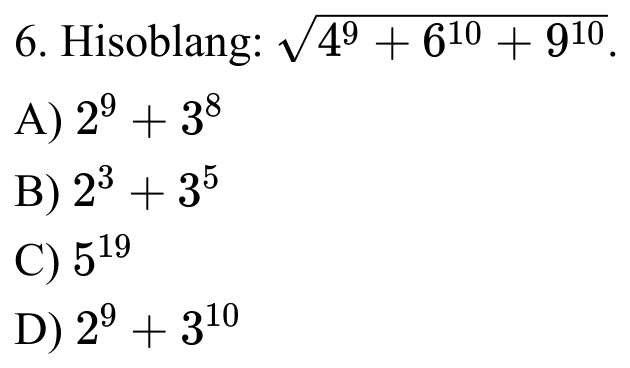 6. Hisoblang: √(4⁹ + 6¹⁰ + 9¹⁰).
A) 2⁹ + 3⁸
B) 2³ + 3⁵
C) 5¹⁹
D) 2⁹ + 3¹⁰